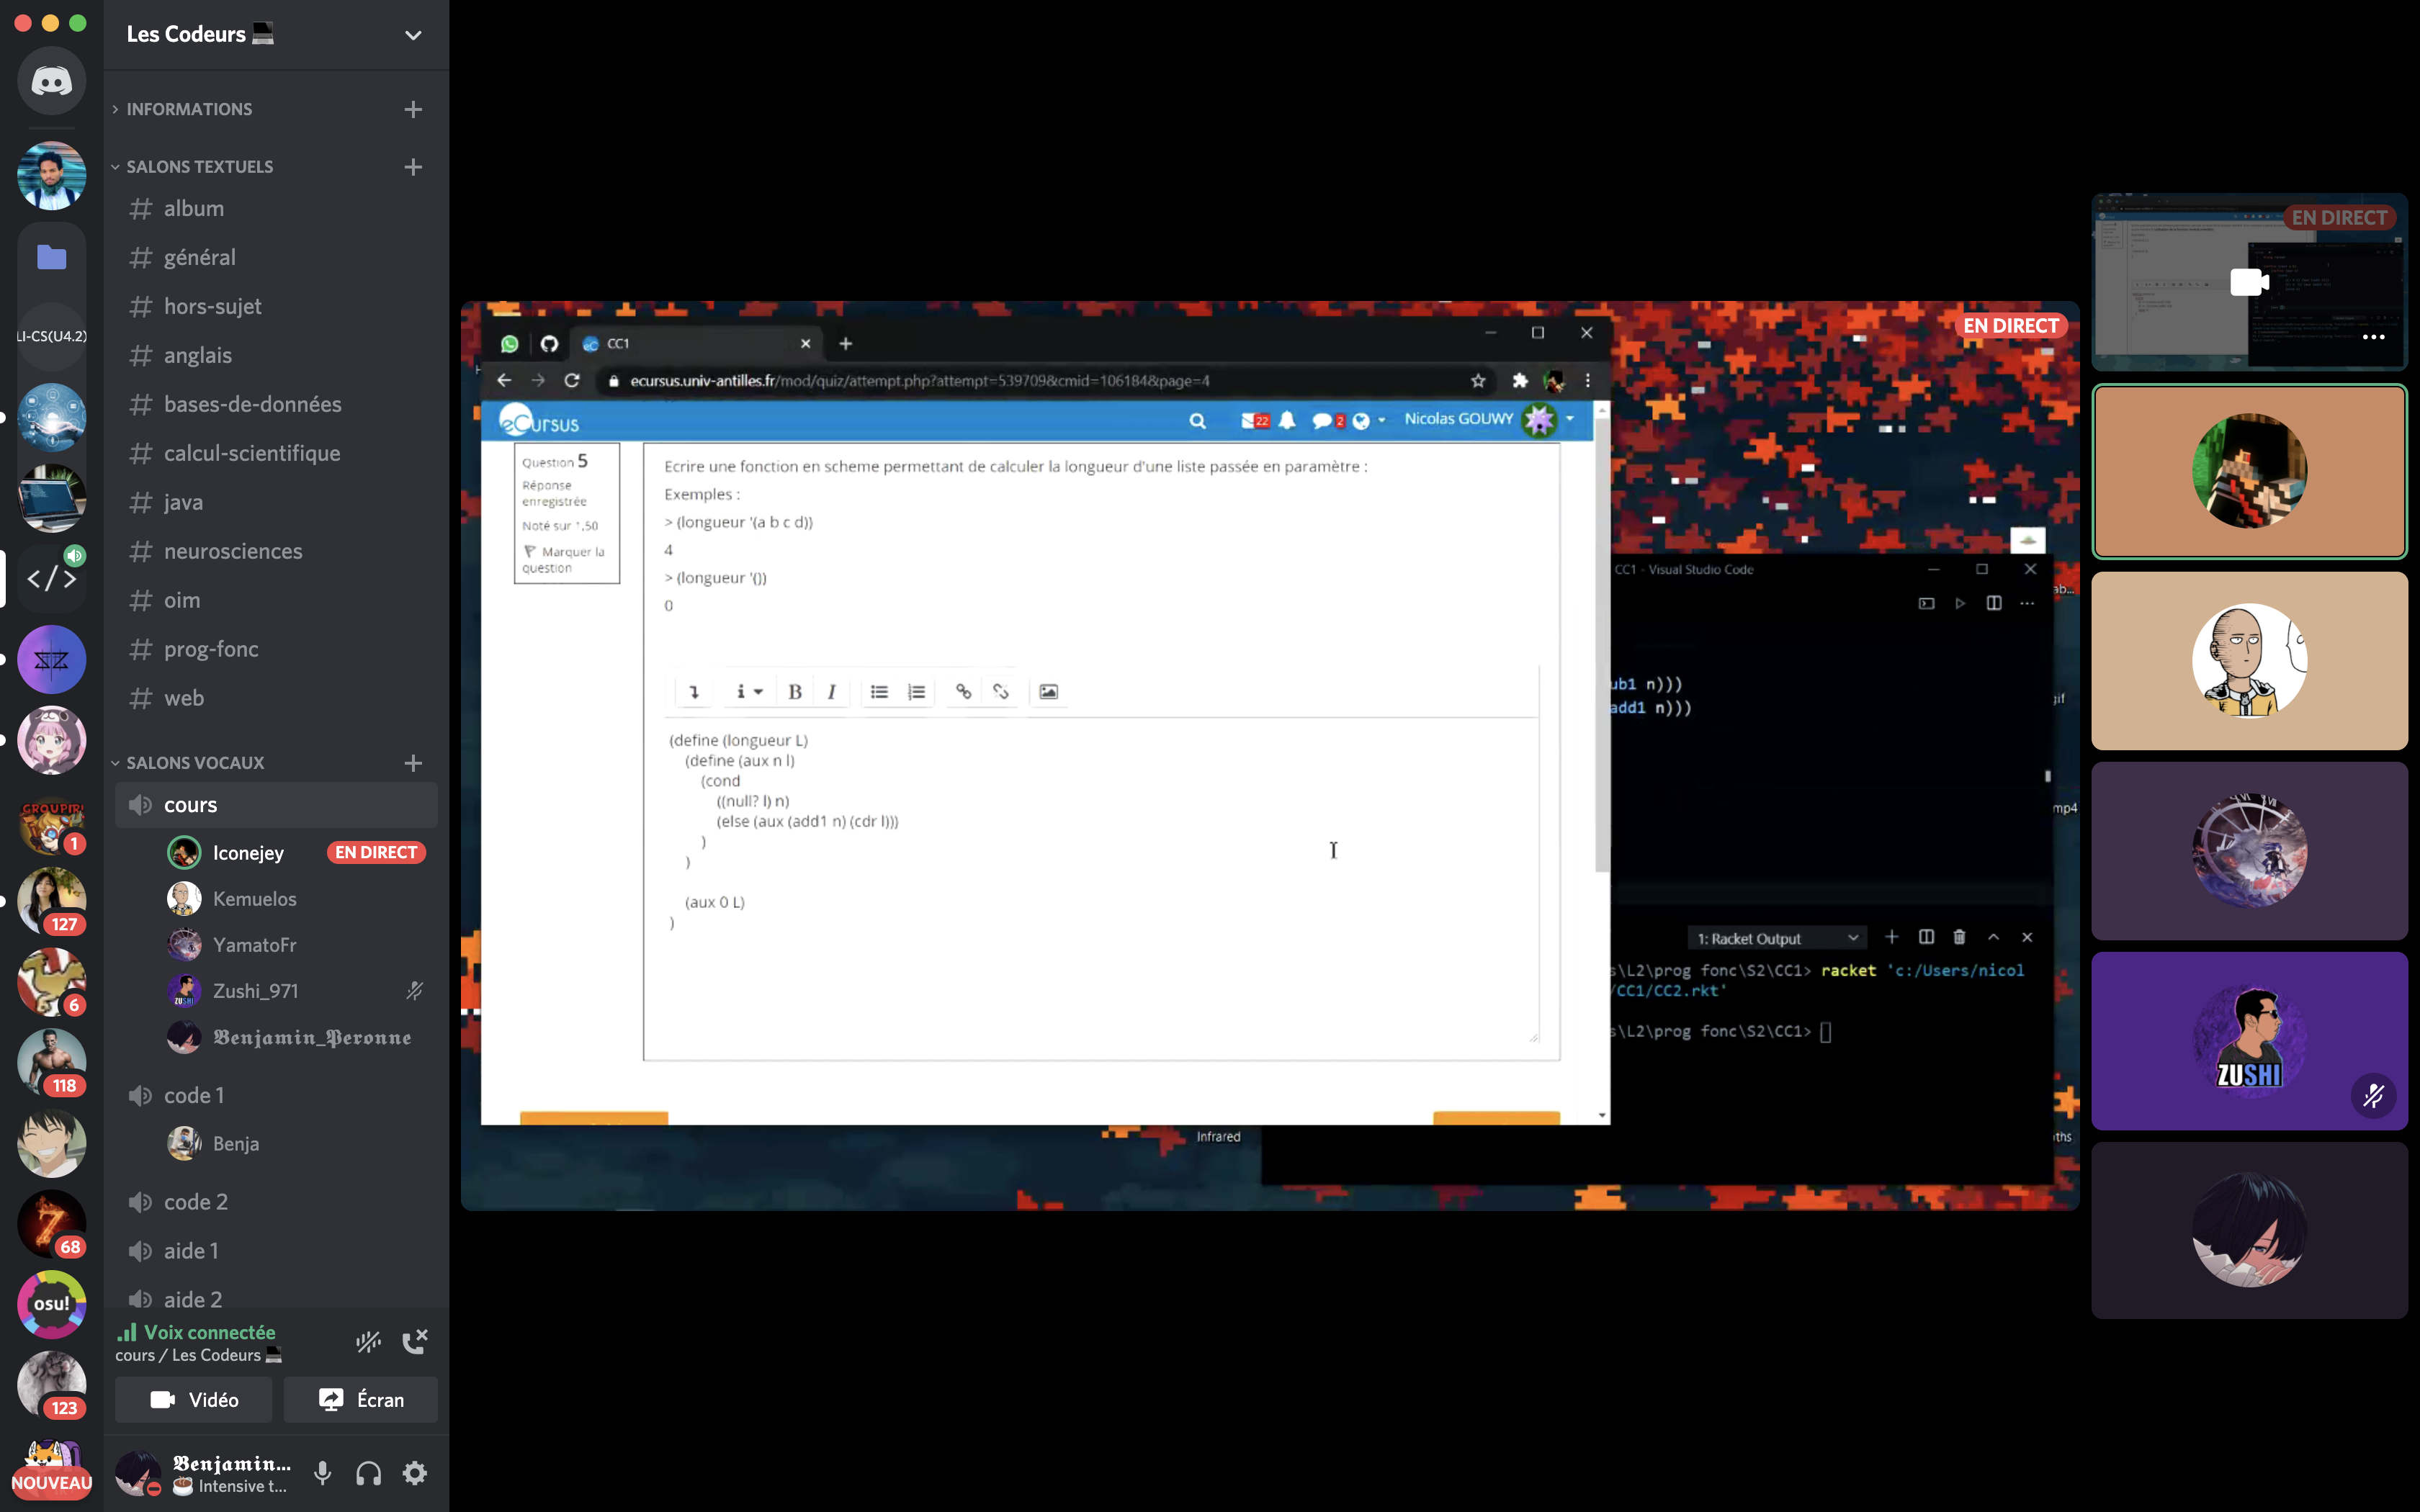 Les Codeurs
INFORMATIONS
SALONS TEXTUELS
album
général
hors-sujet
anglais
bases-de-données
calcul-scientifique
java
neurosciences
oim
prog-fonc
web
SALONS VOCAUX
cours
Iconejey
EN DIRECT
Kemuelos
YamatoFr
Zushi_971
𝕭𝖊𝖓𝖏𝖆𝖒𝖎𝖓_𝕻𝖊𝖗𝖔𝖓𝖓𝖊
code 1
Benja
code 2
aide 1
aide 2
Voix connectée
cours / Les Codeurs
Vidéo
Écran
𝕭𝖊𝖓𝖏𝖆𝖒𝖎𝖓...
Intensive t...
LI-CS(U4.2)
GROUPIR!
1
127
6
118
68
osu!
123
NOUVEAU
EN DIRECT
CC1
ecursus.univ-antilles.fr/mod/quiz/attempt.php?attempt=539709&cmid=106184&page=4
eCursus
22
2
Nicolas GOUWY
Question 5
Réponse
enregistrée
Noté sur 1,50
Marquer la
question
Ecrire une fonction en scheme permettant de calculer la longueur d'une liste passée en paramètre :
Exemples :
> (longueur '(a b c d))
4
> (longueur '())
0
B I
(define (longueur L)
(define (aux n l)
(cond
((null? l) n)
(else (aux (add1 n) (cdr l)))
)
)
(aux 0 L)
)
CC1 - Visual Studio Code
ub1 n)))
add1 n)))
1: Racket Output
s\L2\prog fonc\S2\CC1> racket 'c:/Users/nicol
/CC1/CC2.rkt'
s\L2\prog fonc\S2\CC1>
ab...
gif
mp4
ths
Infrared
EN DIRECT
ZUSHI